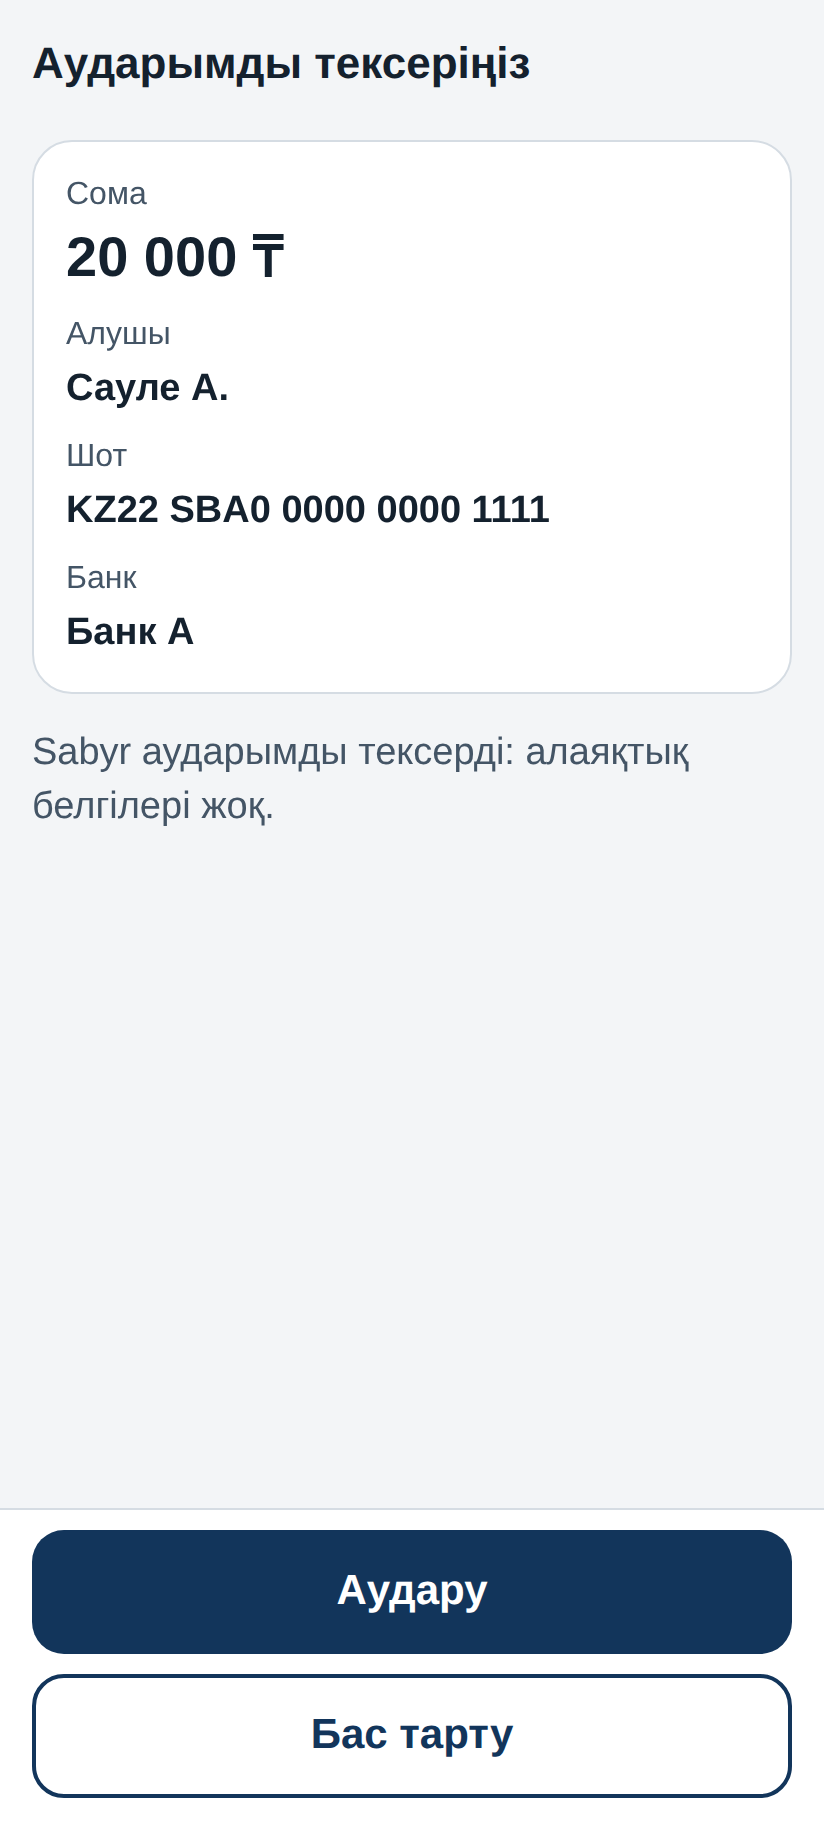 Аударымды тексеріңіз
Сома
20 000 ₸
Алушы
Сауле А.
Шот
KZ22 SBA0 0000 0000 1111
Банк
Банк А
Sabyr аударымды тексерді: алаяқтық
белгілері жоқ.
Аудару
Бас тарту